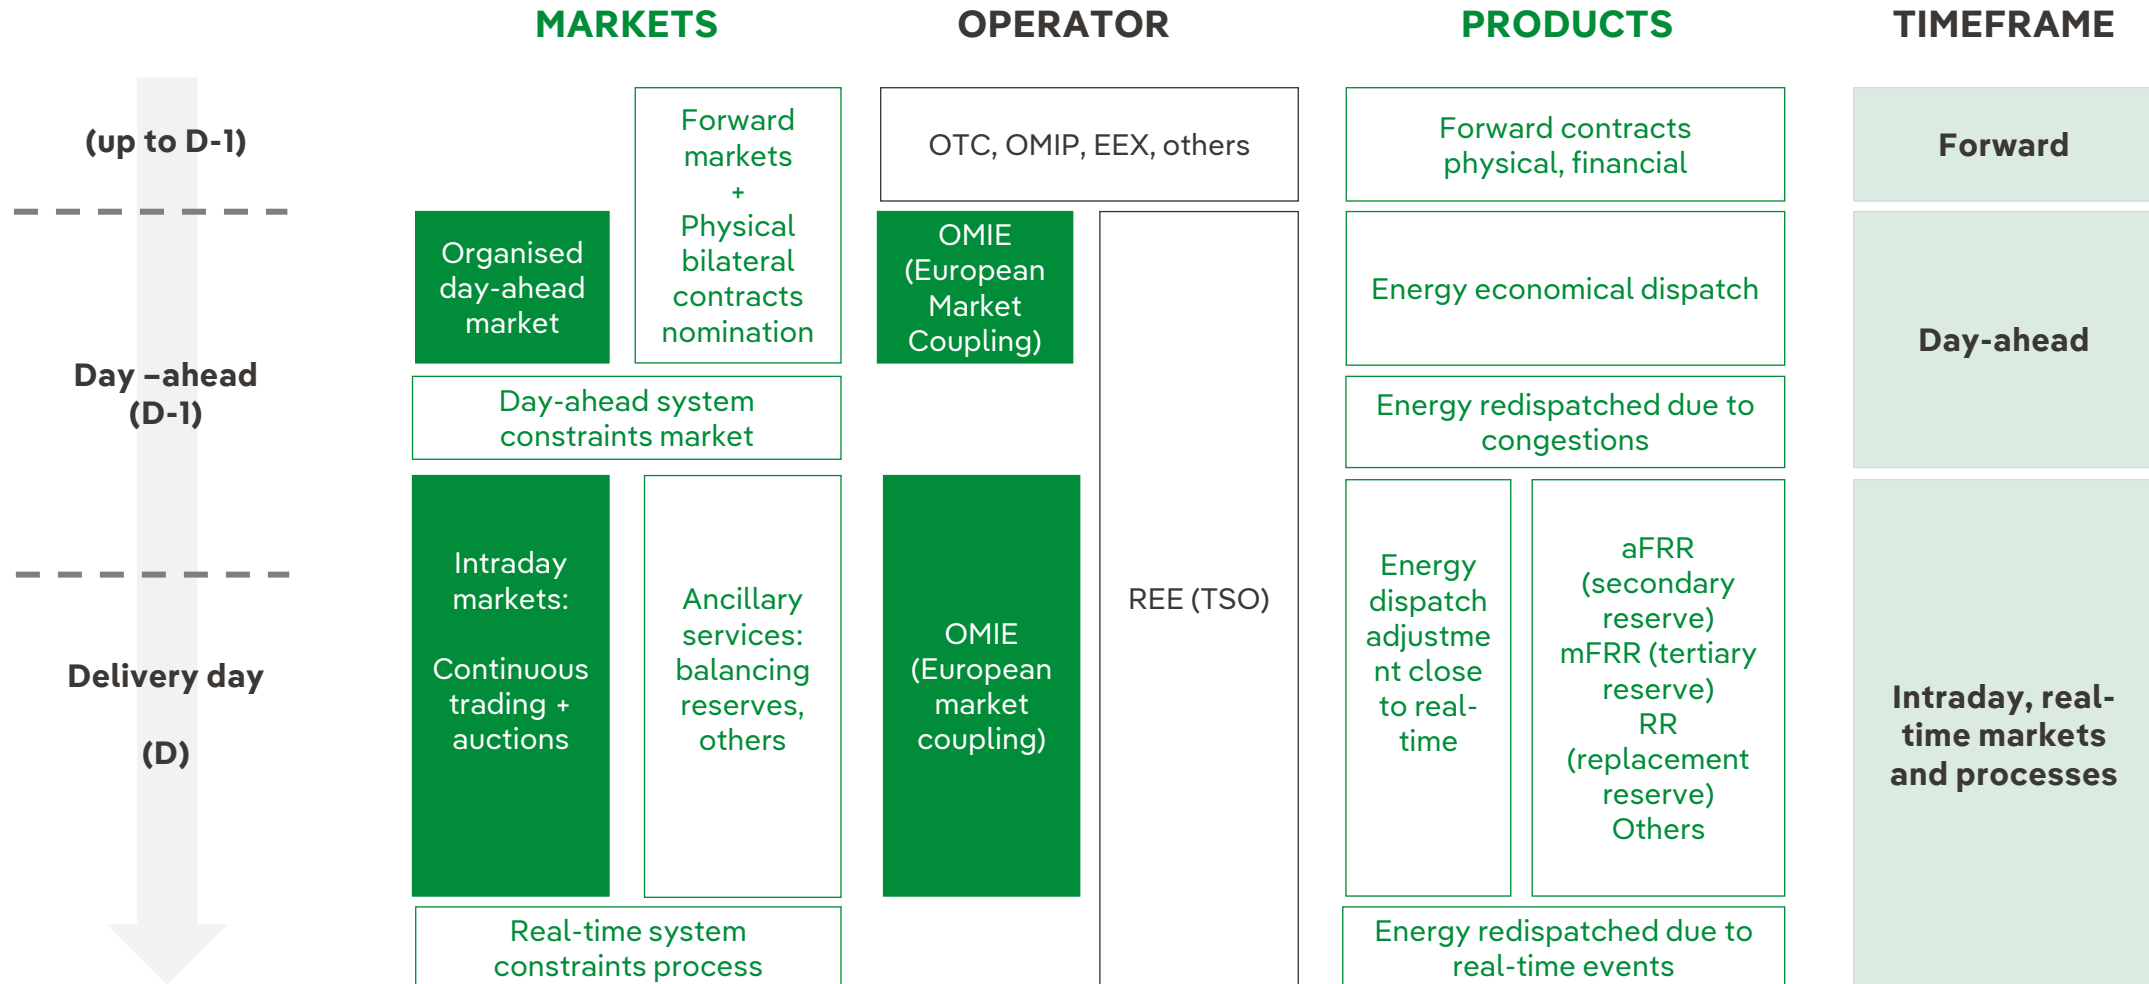 MARKETS
OPERATOR
PRODUCTS
TIMEFRAME
(up to D-1)
Forward
markets
+
Physical
bilateral
contracts
nomination
OTC, OMIP, EEX, others
Forward contracts
physical, financial
Forward
Day –ahead
(D-1)
Organised
day-ahead
market
OMIE
(European
Market
Coupling)
Energy economical dispatch
Day-ahead
Day-ahead system
constraints market
Energy redispatched due to
congestions
Delivery day
(D)
Intraday
markets:
Continuous
trading +
auctions
Ancillary
services:
balancing
reserves,
others
OMIE
(European
market
coupling)
REE (TSO)
Energy
dispatch
adjustme
nt close
to real-
time
aFRR
(secondary
reserve)
mFRR (tertiary
reserve)
RR
(replacement
reserve)
Others
Intraday, real-
time markets
and processes
Real-time system
constraints process
Energy redispatched due to
real-time events